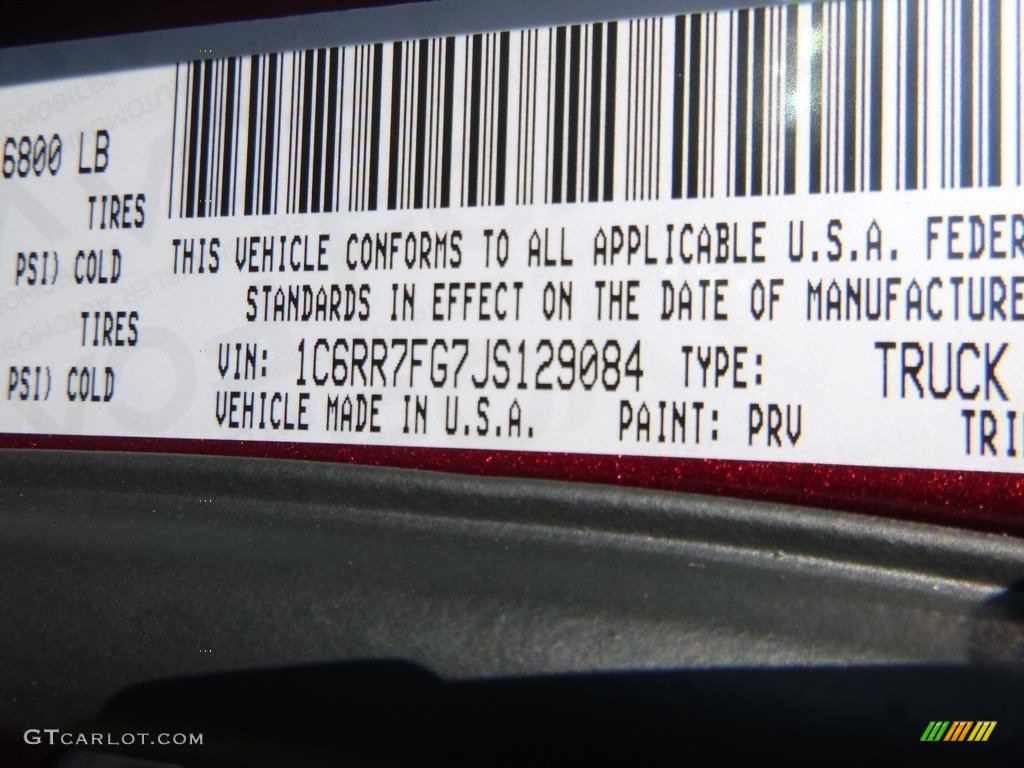 6800 LB
TIRES
PSI) COLD
TIRES
PSI) COLD
THIS VEHICLE CONFORMS TO ALL APPLICABLE U.S.A. FEDER
STANDARDS IN EFFECT ON THE DATE OF MANUFACTURE
VIN: 1C6RR7FG7JS129084 TYPE: TRUCK
VEHICLE MADE IN U.S.A. PAINT: PRV TRI
GTCARLOT.COM